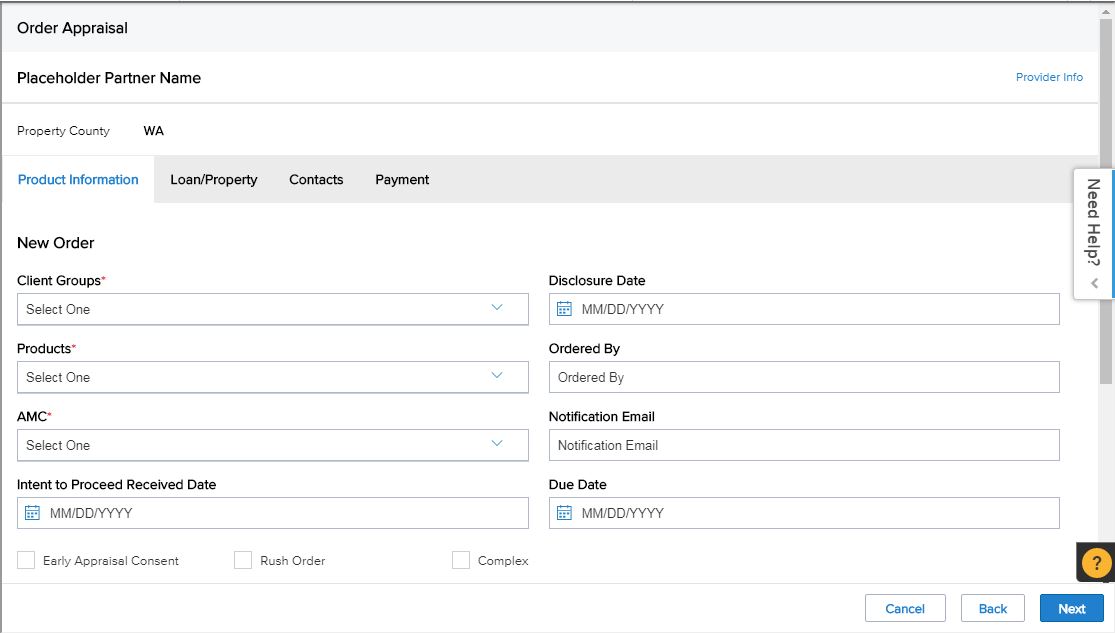 Order Appraisal
Placeholder Partner Name
Provider Info
Property County WA
Product Information Loan/Property Contacts Payment
Need Help?
New Order
Client Groups* Disclosure Date
Select One MM/DD/YYYY
Products* Ordered By
Select One Ordered By
AMC* Notification Email
Select One Notification Email
Intent to Proceed Received Date Due Date
MM/DD/YYYY MM/DD/YYYY
Early Appraisal Consent Rush Order Complex
?
Cancel Back Next